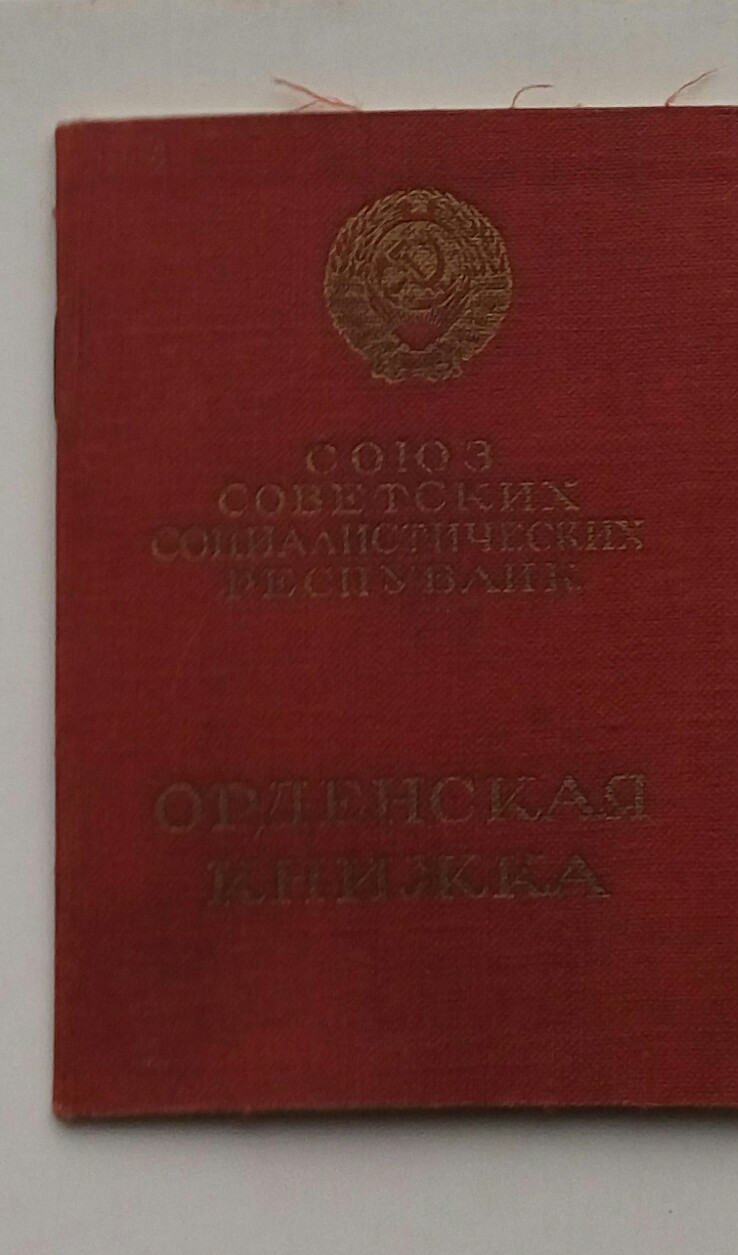 СОЮЗ
СОВЕТСКИХ
СОЦИАЛИСТИЧЕСКИХ
РЕСПУБЛИК
ОРДЕНСКАЯ
КНИЖКА